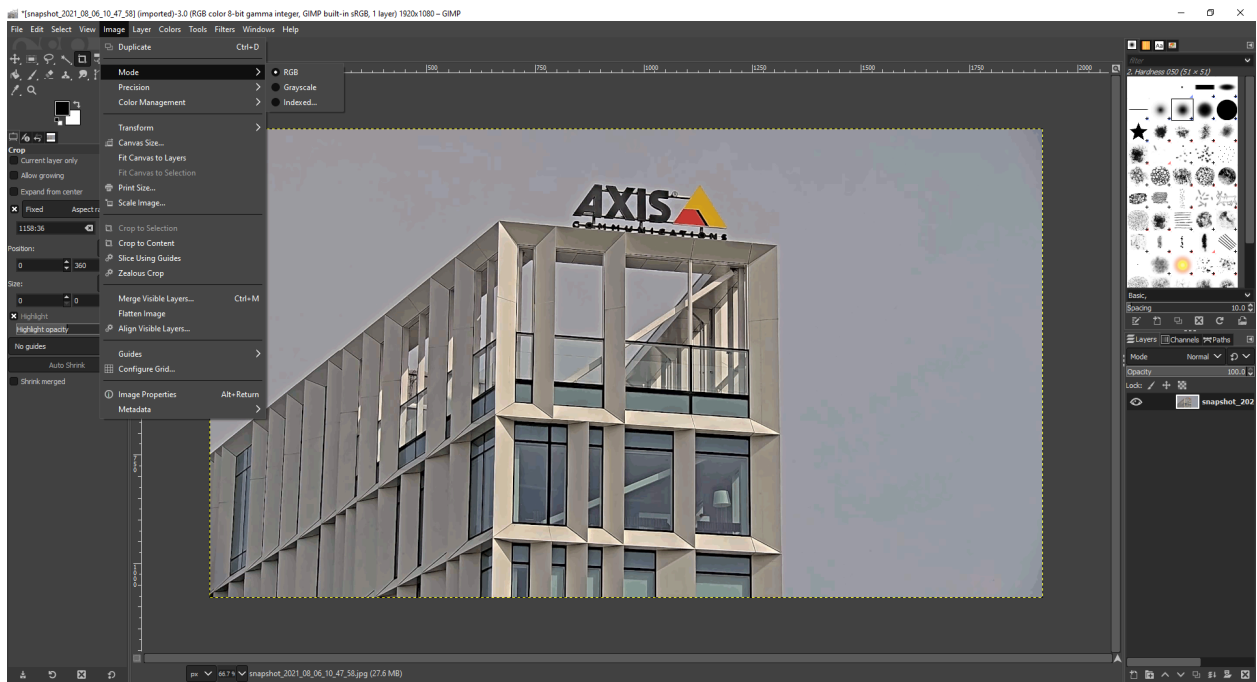 *[snapshot_2021_08_06_10_47_58] (imported)-3.0 (RGB color 8-bit gamma integer, GIMP built-in sRGB, 1 layer) 1920x1080 – GIMP
File Edit Select View Image Layer Colors Tools Filters Windows Help
Duplicate Ctrl+D
Mode
Precision
Color Management
Transform
Canvas Size...
Fit Canvas to Layers
Fit Canvas to Selection
Print Size...
Scale Image...
Crop to Selection
Crop to Content
Slice Using Guides
Zealous Crop
Merge Visible Layers... Ctrl+M
Flatten Image
Align Visible Layers...
Guides
Configure Grid...
Image Properties Alt+Return
Metadata
RGB
Grayscale
Indexed...
Crop
Current layer only
Allow growing
Expand from center
Fixed Aspect ra
1158:36
Position:
0 360
Size:
0 0
Highlight
Highlight opacity
No guides
Auto Shrink
Shrink merged
500 750 1000 1250 1500 1750 2000
750
1000
AXIS
COMMUNICATIONS
filter
2. Hardness 050 (51 × 51)
Basic,
Spacing 10.0
Layers Channels Paths
Mode Normal
Opacity 100.0
Lock:
snapshot_202
px 66.7 % snapshot_2021_08_06_10_47_58.jpg (27.6 MB)